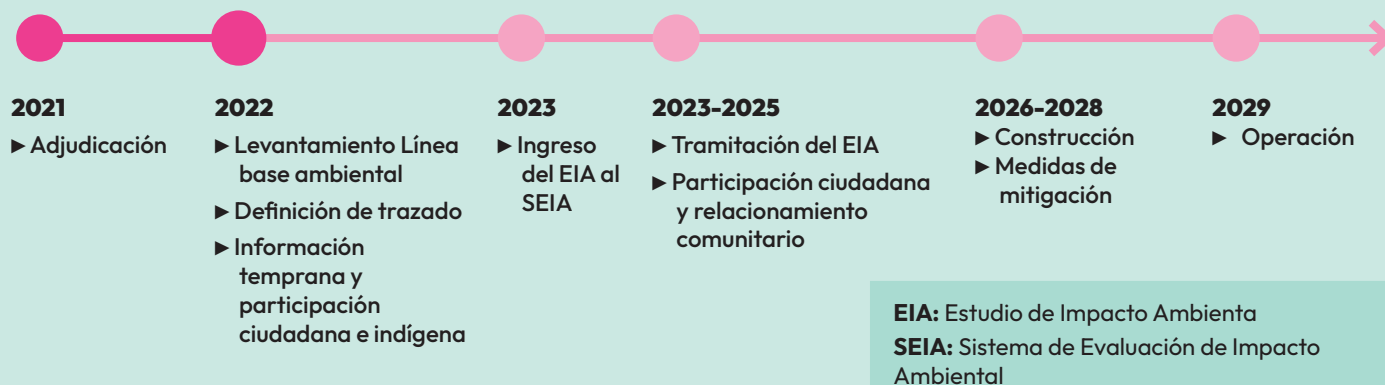 2021
▶ Adjudicación
2022
▶ Levantamiento Línea
base ambiental
▶ Definición de trazado
▶ Información
temprana y
participación
ciudadana e indígena
2023
▶ Ingreso
del EIA al
SEIA
2023-2025
▶ Tramitación del EIA
▶ Participación ciudadana
y relacionamiento
comunitario
2026-2028
▶ Construcción
▶ Medidas de
mitigación
2029
▶ Operación
EIA: Estudio de Impacto Ambienta
SEIA: Sistema de Evaluación de Impacto
Ambiental